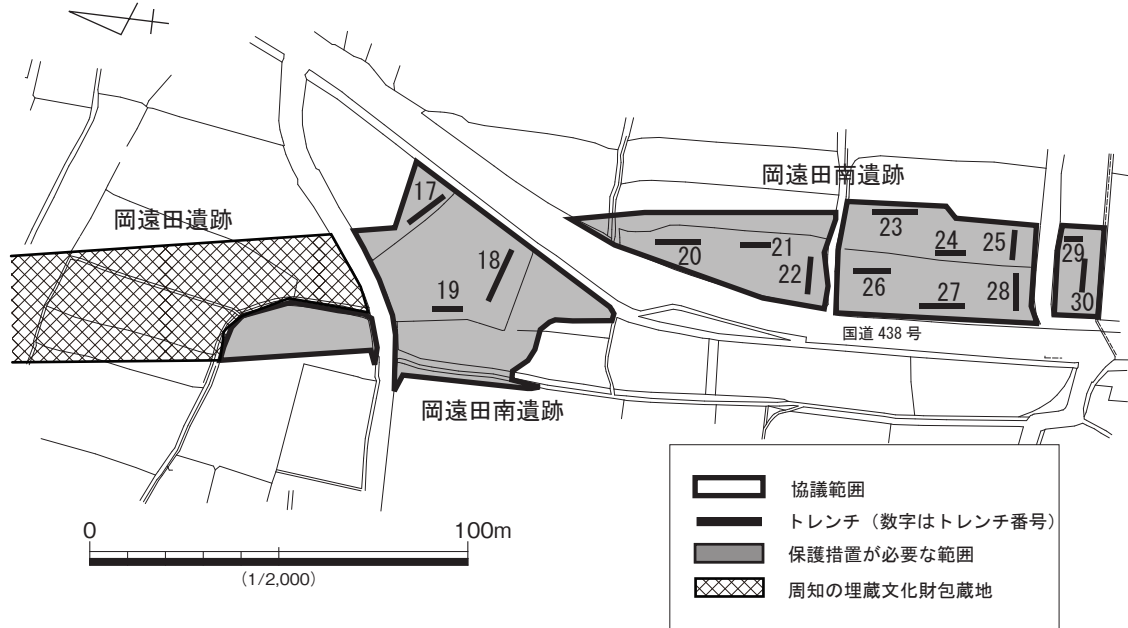 岡遠田南遺跡
岡遠田遺跡
17
18
19
20
21
22
23
24
25
26
27
28
29
30
国道 438 号
岡遠田南遺跡
0 100m
(1/2,000)
協議範囲
トレンチ（数字はトレンチ番号）
保護措置が必要な範囲
周知の埋蔵文化財包蔵地